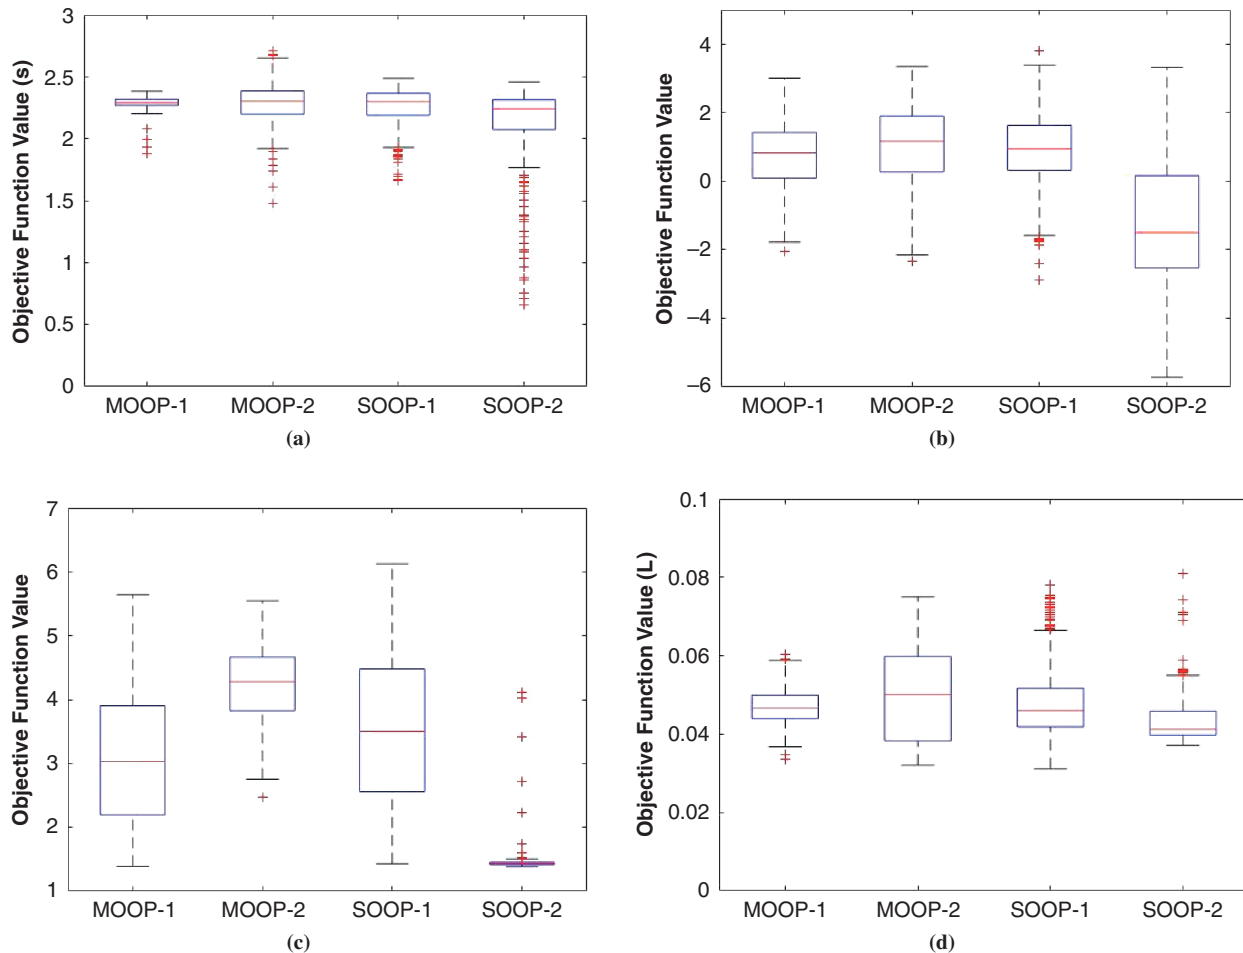 Objective Function Value (s)
3
2.5
2
1.5
1
0.5
0
MOOP-1 MOOP-2 SOOP-1 SOOP-2
(a)
Objective Function Value
4
2
0
−2
−4
−6
MOOP-1 MOOP-2 SOOP-1 SOOP-2
(b)
Objective Function Value
7
6
5
4
3
2
1
MOOP-1 MOOP-2 SOOP-1 SOOP-2
(c)
Objective Function Value (L)
0.1
0.08
0.06
0.04
0.02
0
MOOP-1 MOOP-2 SOOP-1 SOOP-2
(d)